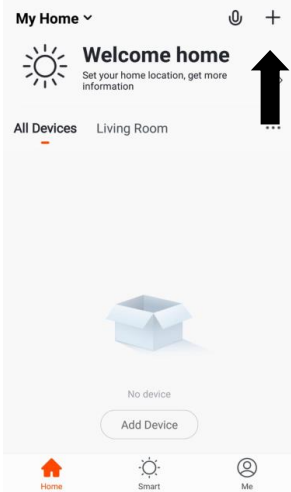 My Home
Welcome home
Set your home location, get more
information
All Devices Living Room
No device
Add Device
Home Smart Me